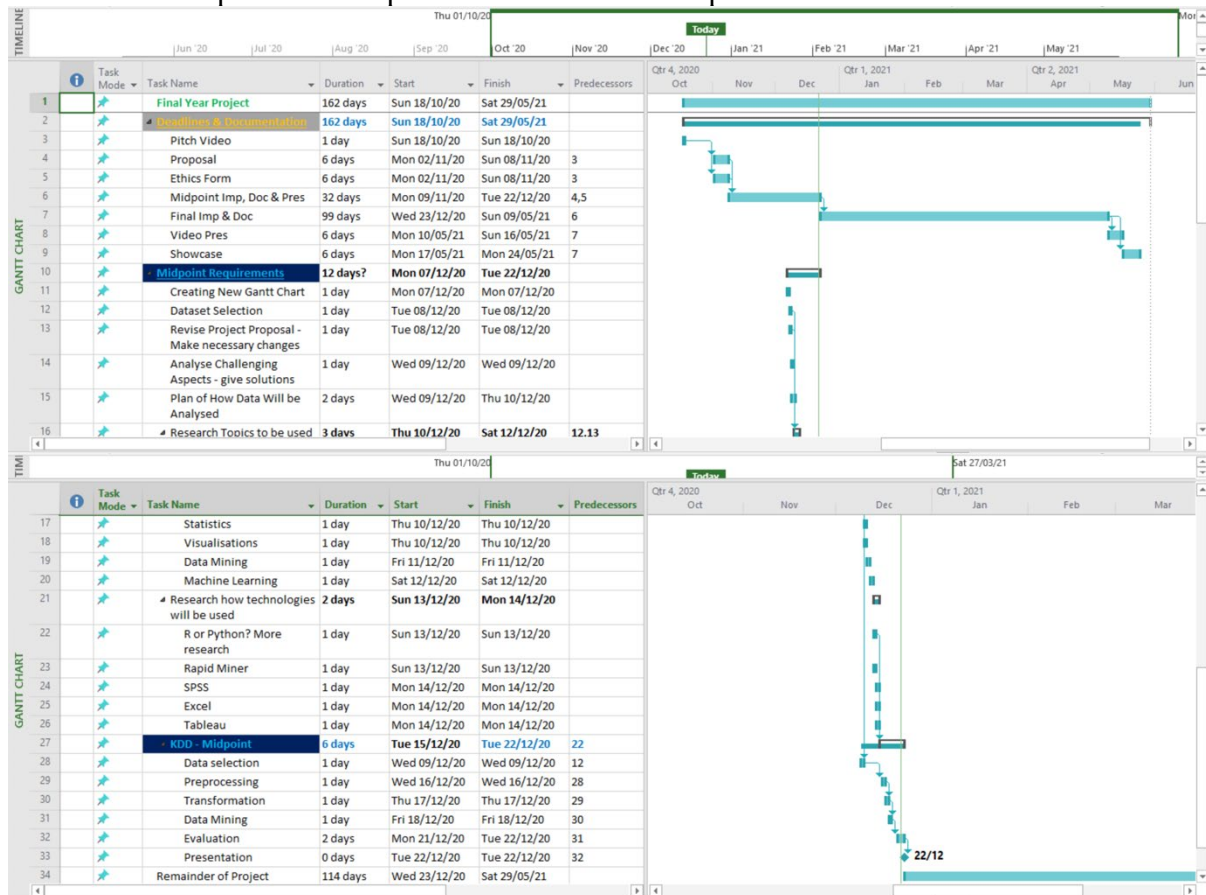 TIMELINE
Thu 01/10/20
Today
Mon
Jun '20 Jul '20 Aug '20 Sep '20 Oct '20 Nov '20 Dec '20 Jan '21 Feb '21 Mar '21 Apr '21 May '21
GANTT CHART
Task Mode Task Name Duration Start Finish Predecessors
Qtr 4, 2020 Qtr 1, 2021 Qtr 2, 2021
Oct Nov Dec Jan Feb Mar Apr May Jun
1 Final Year Project 162 days Sun 18/10/20 Sat 29/05/21
2 Deadlines & Documentation 162 days Sun 18/10/20 Sat 29/05/21
3 Pitch Video 1 day Sun 18/10/20 Sun 18/10/20
4 Proposal 6 days Mon 02/11/20 Sun 08/11/20 3
5 Ethics Form 6 days Mon 02/11/20 Sun 08/11/20 3
6 Midpoint Imp, Doc & Pres 32 days Mon 09/11/20 Tue 22/12/20 4,5
7 Final Imp & Doc 99 days Wed 23/12/20 Sun 09/05/21 6
8 Video Pres 6 days Mon 10/05/21 Sun 16/05/21 7
9 Showcase 6 days Mon 17/05/21 Mon 24/05/21 7
10 Midpoint Requirements 12 days? Mon 07/12/20 Tue 22/12/20
11 Creating New Gantt Chart 1 day Mon 07/12/20 Mon 07/12/20
12 Dataset Selection 1 day Tue 08/12/20 Tue 08/12/20
13 Revise Project Proposal - 1 day Tue 08/12/20 Tue 08/12/20
Make necessary changes
14 Analyse Challenging 1 day Wed 09/12/20 Wed 09/12/20
Aspects - give solutions
15 Plan of How Data Will be 2 days Wed 09/12/20 Thu 10/12/20
Analysed
16 Research Topics to be used 3 days Thu 10/12/20 Sat 12/12/20 12,13
TIMI
Thu 01/10/20
Today
Sat 27/03/21
GANTT CHART
Task Mode Task Name Duration Start Finish Predecessors
Qtr 4, 2020 Qtr 1, 2021
Oct Nov Dec Jan Feb Mar
17 Statistics 1 day Thu 10/12/20 Thu 10/12/20
18 Visualisations 1 day Thu 10/12/20 Thu 10/12/20
19 Data Mining 1 day Fri 11/12/20 Fri 11/12/20
20 Machine Learning 1 day Sat 12/12/20 Sat 12/12/20
21 Research how technologies 2 days Sun 13/12/20 Mon 14/12/20
will be used
22 R or Python? More 1 day Sun 13/12/20 Sun 13/12/20
research
23 Rapid Miner 1 day Sun 13/12/20 Sun 13/12/20
24 SPSS 1 day Mon 14/12/20 Mon 14/12/20
25 Excel 1 day Mon 14/12/20 Mon 14/12/20
26 Tableau 1 day Mon 14/12/20 Mon 14/12/20
27 KDD - Midpoint 6 days Tue 15/12/20 Tue 22/12/20 22
28 Data selection 1 day Wed 09/12/20 Wed 09/12/20 12
29 Preprocessing 1 day Wed 16/12/20 Wed 16/12/20 28
30 Transformation 1 day Thu 17/12/20 Thu 17/12/20 29
31 Data Mining 1 day Fri 18/12/20 Fri 18/12/20 30
32 Evaluation 2 days Mon 21/12/20 Tue 22/12/20 31
33 Presentation 0 days Tue 22/12/20 Tue 22/12/20 32
22/12
34 Remainder of Project 114 days Wed 23/12/20 Sat 29/05/21